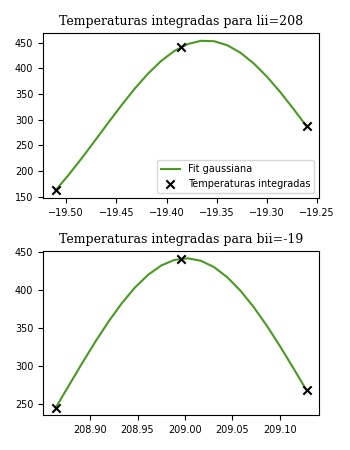 Temperaturas integradas para lii=208
450
400
350
300
250
200
150
Fit gaussiana
Temperaturas integradas
−19.50 −19.45 −19.40 −19.35 −19.30 −19.25
Temperaturas integradas para bii=-19
450
400
350
300
250
208.90 208.95 209.00 209.05 209.10